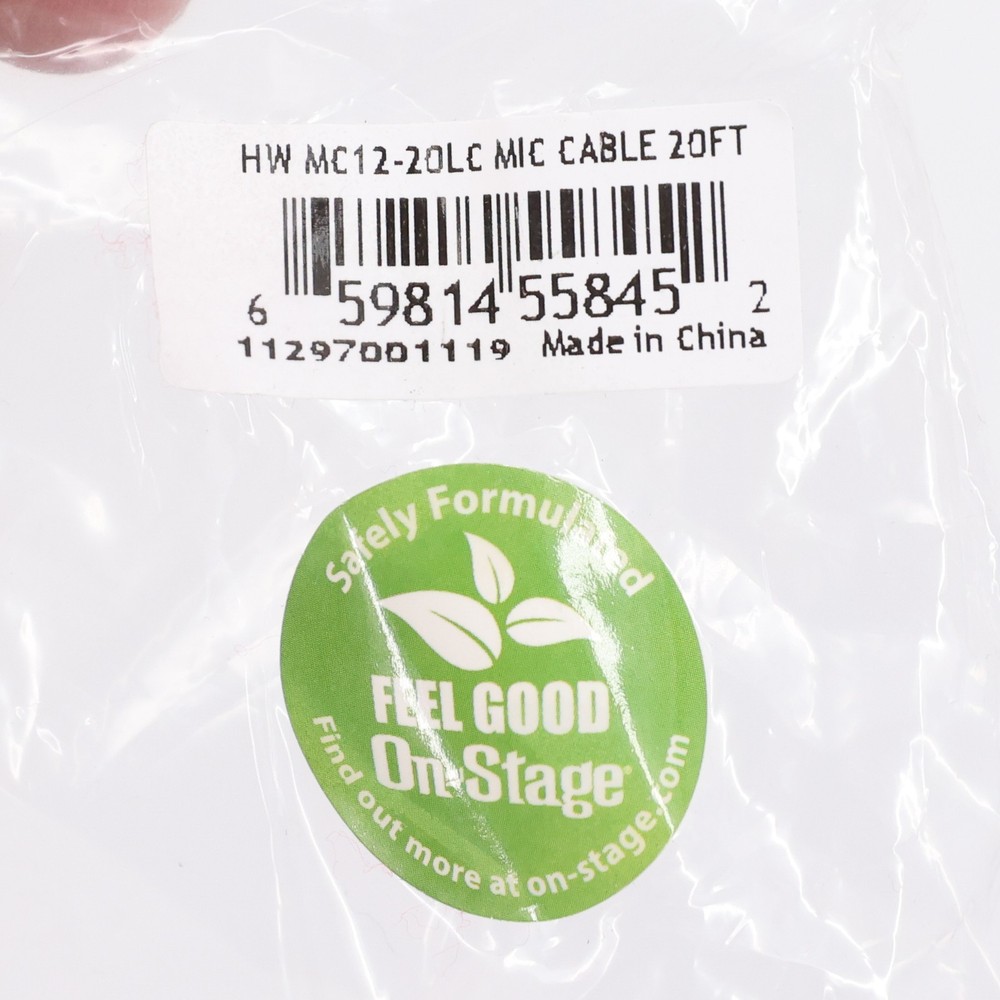 HW MC12-20LC MIC CABLE 20FT
6 59814 55845 2
11297001119 Made in China
Safely Formulated
FEEL GOOD
On-Stage
Find out more at on-stage.com